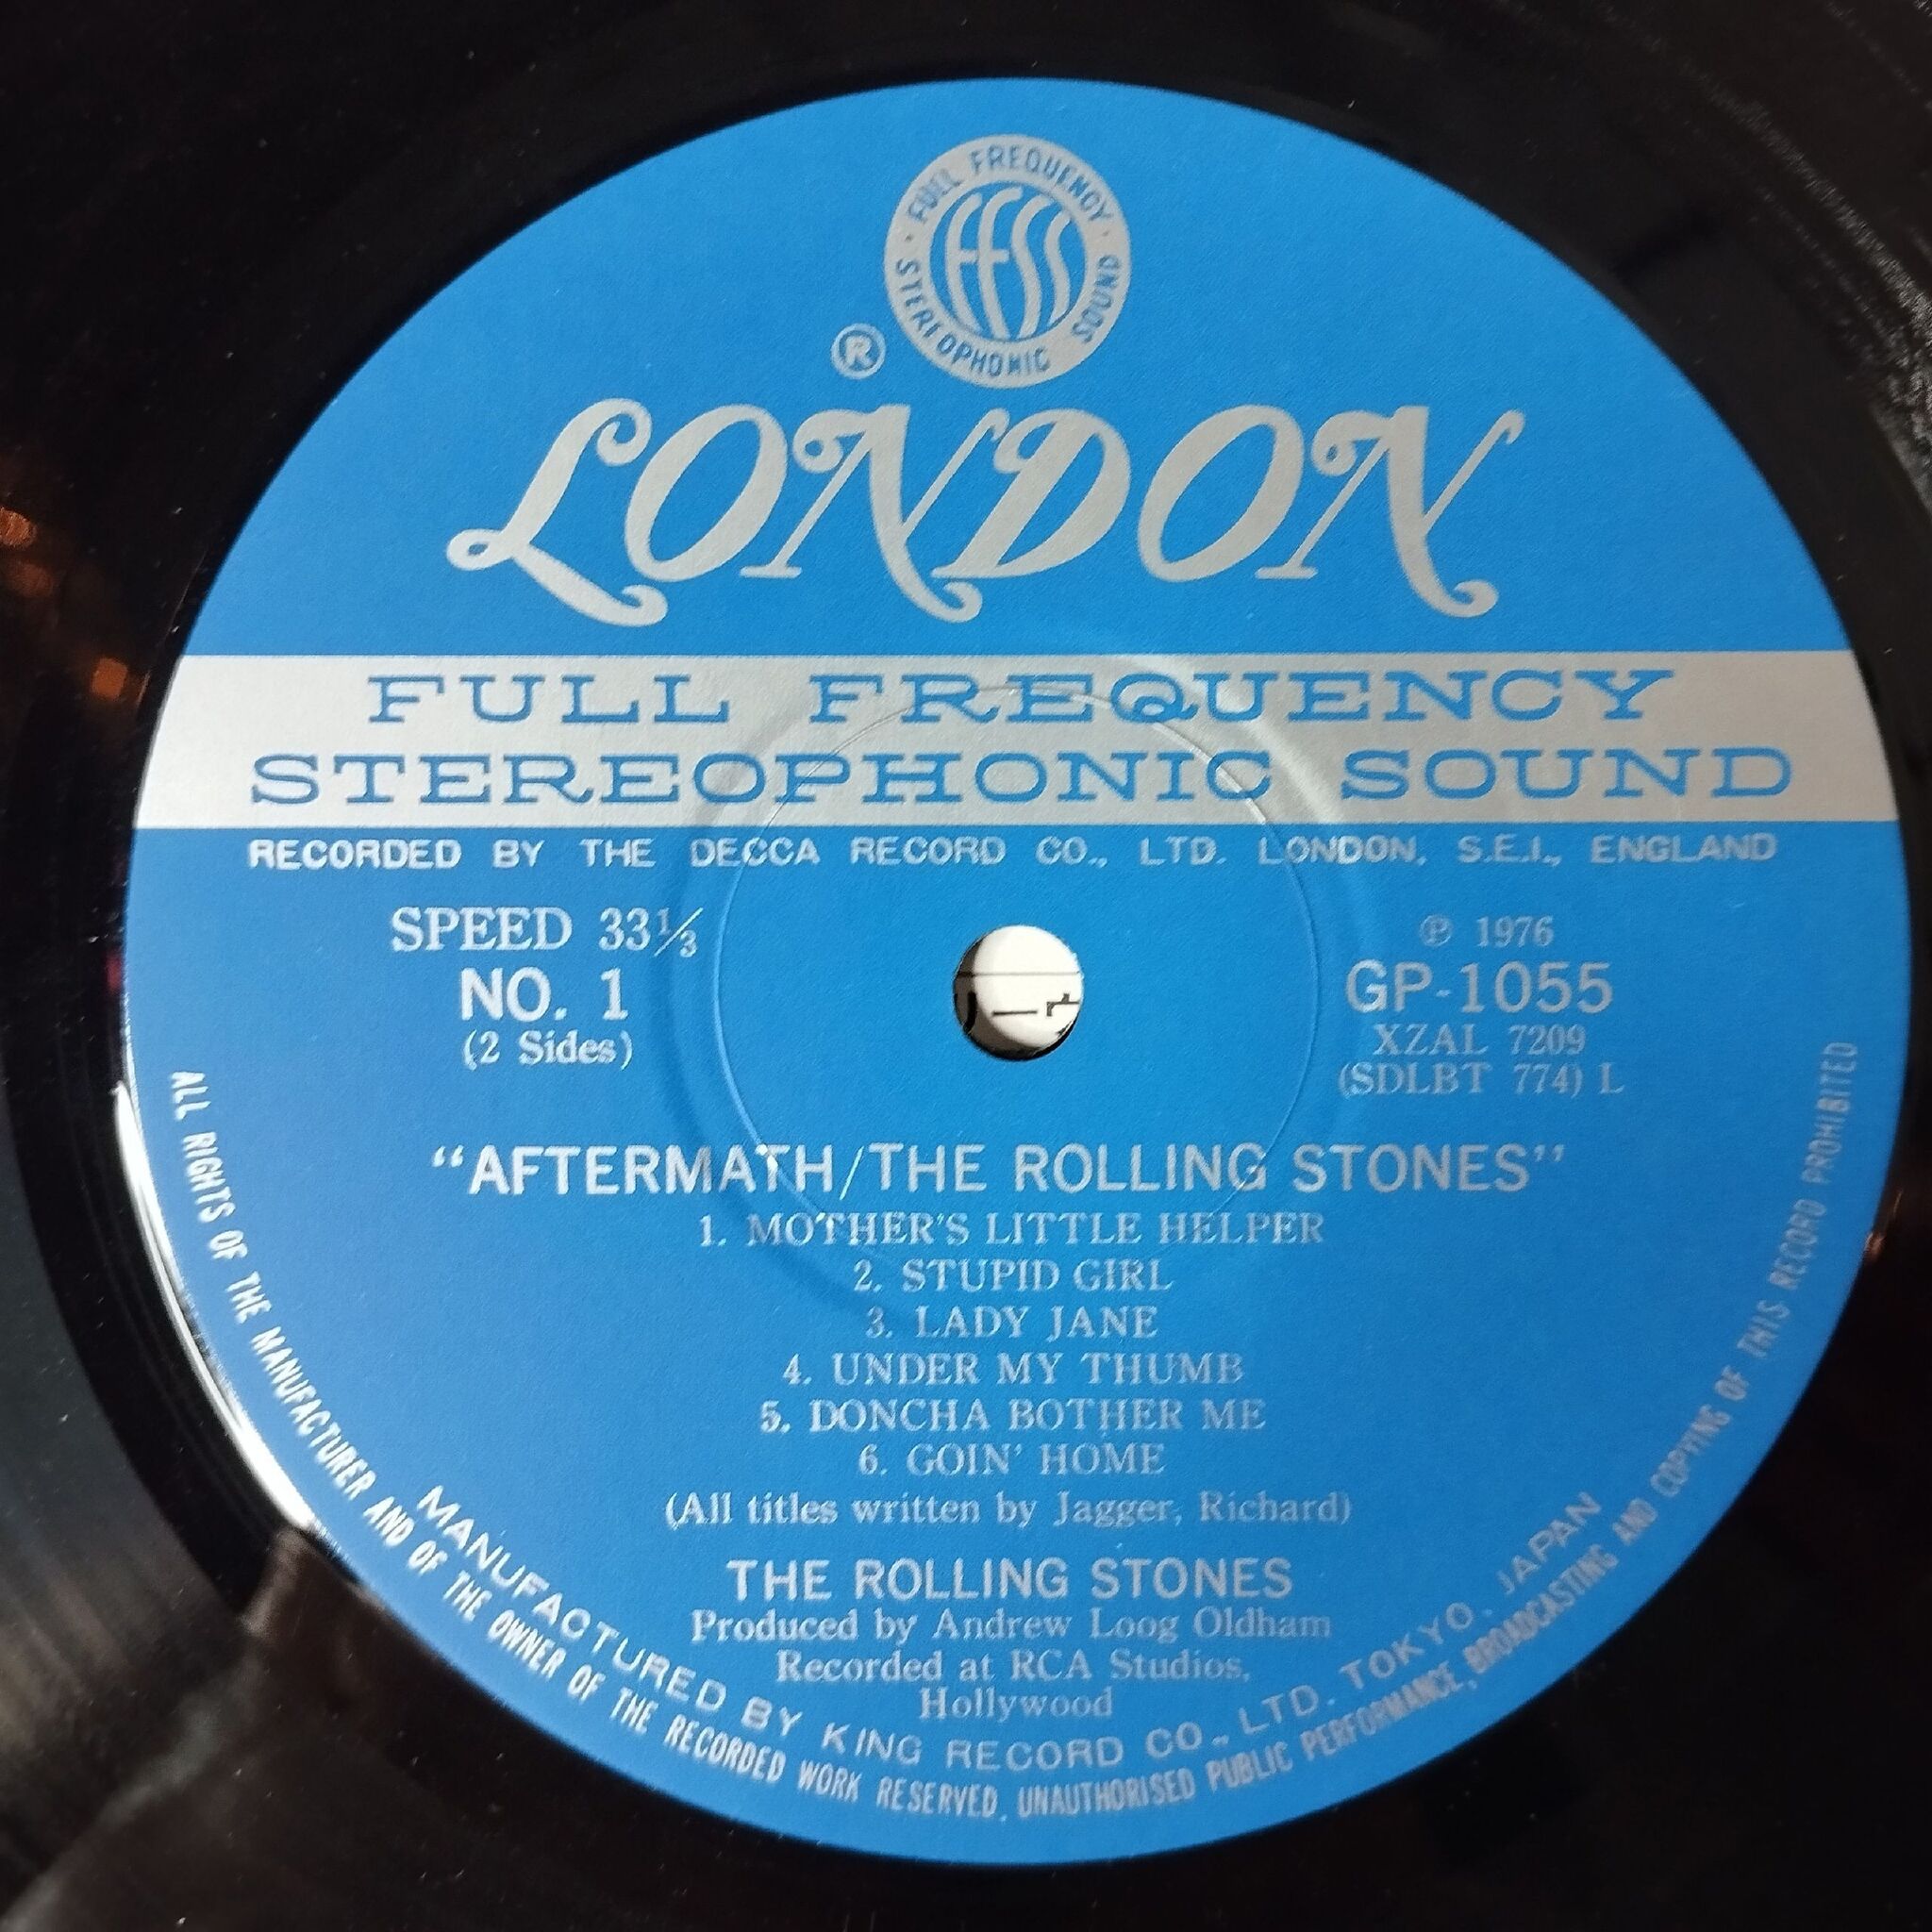 FULL FREQUENCY
STEREOPHONIC SOUND
FFSS
®
LONDON
FULL FREQUENCY
STEREOPHONIC SOUND
RECORDED BY THE DECCA RECORD CO., LTD. LONDON, S.E.I., ENGLAND
SPEED 33⅓
NO. 1
(2 Sides)
℗ 1976
GP-1055
XZAL 7209
(SDLBT 774) L
“AFTERMATH/THE ROLLING STONES”
1. MOTHER'S LITTLE HELPER
2. STUPID GIRL
3. LADY JANE
4. UNDER MY THUMB
5. DONCHA BOTHER ME
6. GOIN' HOME
(All titles written by Jagger, Richard)
THE ROLLING STONES
Produced by Andrew Loog Oldham
Recorded at RCA Studios,
Hollywood
MANUFACTURED BY KING RECORD CO., LTD. TOKYO. JAPAN
ALL RIGHTS OF THE MANUFACTURER AND OF THE OWNER OF THE RECORDED WORK RESERVED. UNAUTHORISED PUBLIC PERFORMANCE, BROADCASTING AND COPYING OF THIS RECORD PROHIBITED